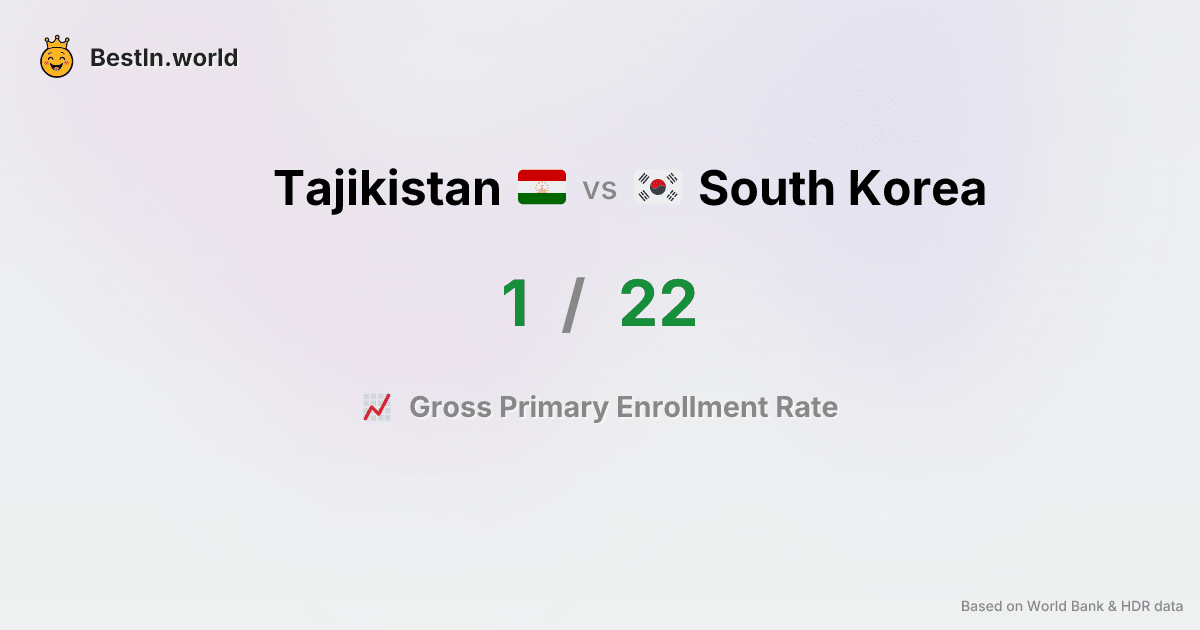 BestIn.world
Tajikistan vs South Korea
1 / 22
Gross Primary Enrollment Rate
Based on World Bank & HDR data